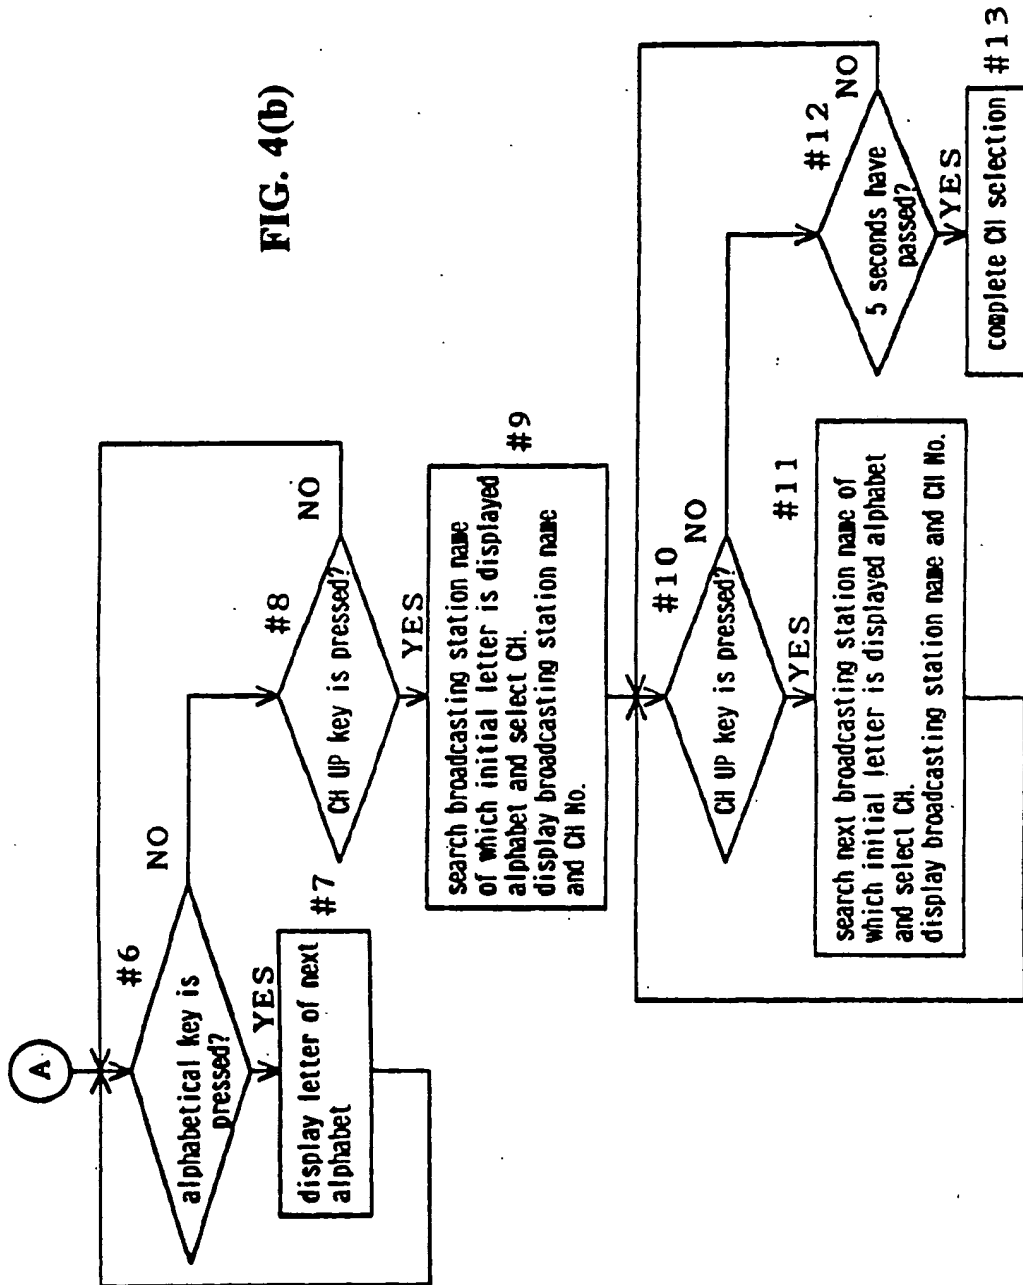 FIG. 4(b)
A
#6
alphabetical key is
pressed?
NO
YES
#7
display letter of next
alphabet
#8
CH UP key is pressed?
NO
YES
#9
search broadcasting station name
of which initial letter is displayed
alphabet and select CH.
display broadcasting station name
and CH No.
#10
CH UP key is pressed?
NO
YES
#11
search next broadcasting station name of
which initial letter is displayed alphabet
and select CH.
display broadcasting station name and CH No.
#12
5 seconds have
passed?
NO
YES
#13
complete CH selection